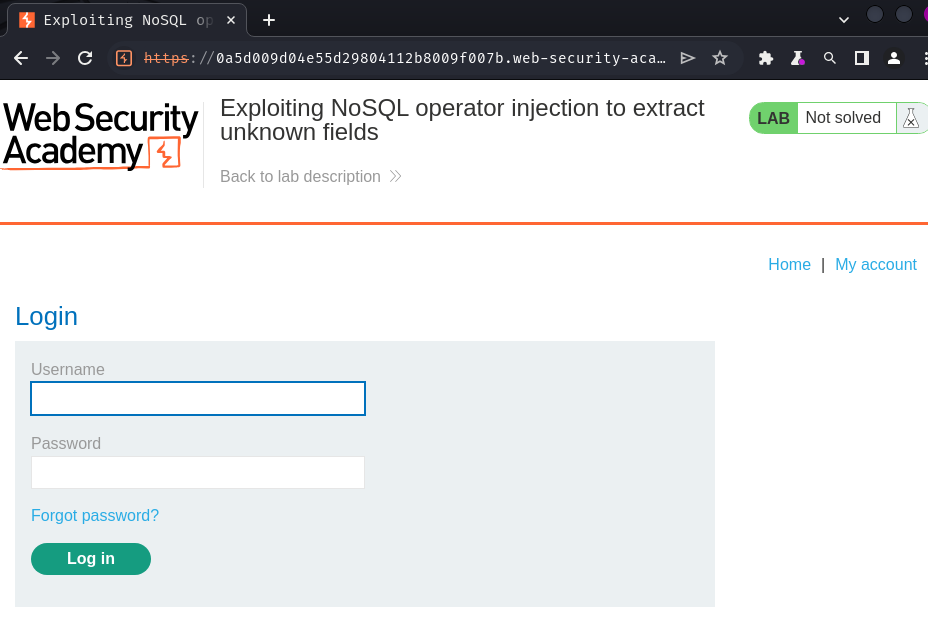 Exploiting NoSQL op
https://0a5d009d04e55d29804112b8009f007b.web-security-aca…
Web Security
Academy
Exploiting NoSQL operator injection to extract
unknown fields
LAB Not solved
Back to lab description
Home | My account
Login
Username
Password
Forgot password?
Log in